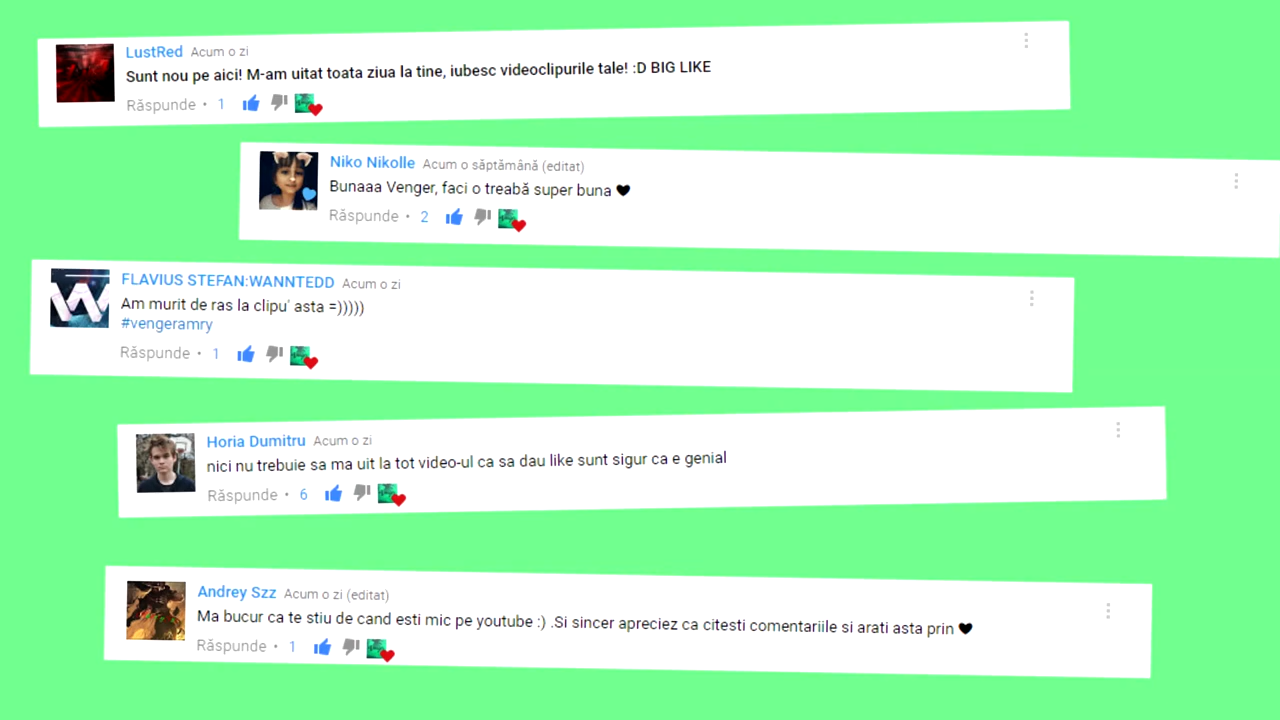 LustRed Acum o zi
Sunt nou pe aici! M-am uitat toata ziua la tine, iubesc videoclipurile tale! :D BIG LIKE
Răspunde • 1
Niko Nikolle Acum o săptămână (editat)
Bunaaa Venger, faci o treabă super buna ♥
Răspunde • 2
FLAVIUS STEFAN:WANNTEDD Acum o zi
Am murit de ras la clipu' asta =)))))
#vengeramry
Răspunde • 1
Horia Dumitru Acum o zi
nici nu trebuie sa ma uit la tot video-ul ca sa dau like sunt sigur ca e genial
Răspunde • 6
Andrey Szz Acum o zi (editat)
Ma bucur ca te stiu de cand esti mic pe youtube :) .Si sincer apreciez ca citesti comentariile si arati asta prin ♥
Răspunde • 1